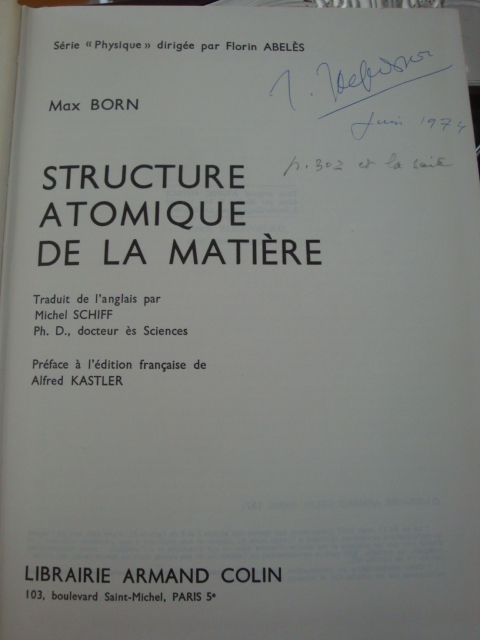 Série “Physique” dirigée par Florin ABELÈS
Max BORN
Juin 1974
p. 302 et la suite
STRUCTURE
ATOMIQUE
DE LA MATIÈRE
Traduit de l'anglais par
Michel SCHIFF
Ph. D., docteur ès Sciences
Préface à l'édition française de
Alfred KASTLER
LIBRAIRIE ARMAND COLIN
103, boulevard Saint-Michel, PARIS 5e